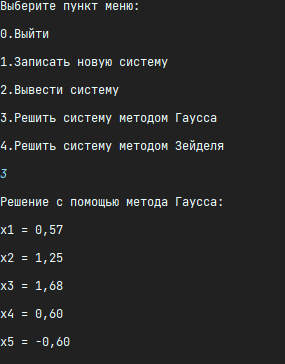 Выберите пункт меню:
0.Выйти
1.Записать новую систему
2.Вывести систему
3.Решить систему методом Гаусса
4.Решить систему методом Зейделя
3
Решение с помощью метода Гаусса:
x1 = 0,57
x2 = 1,25
x3 = 1,68
x4 = 0,60
x5 = -0,60